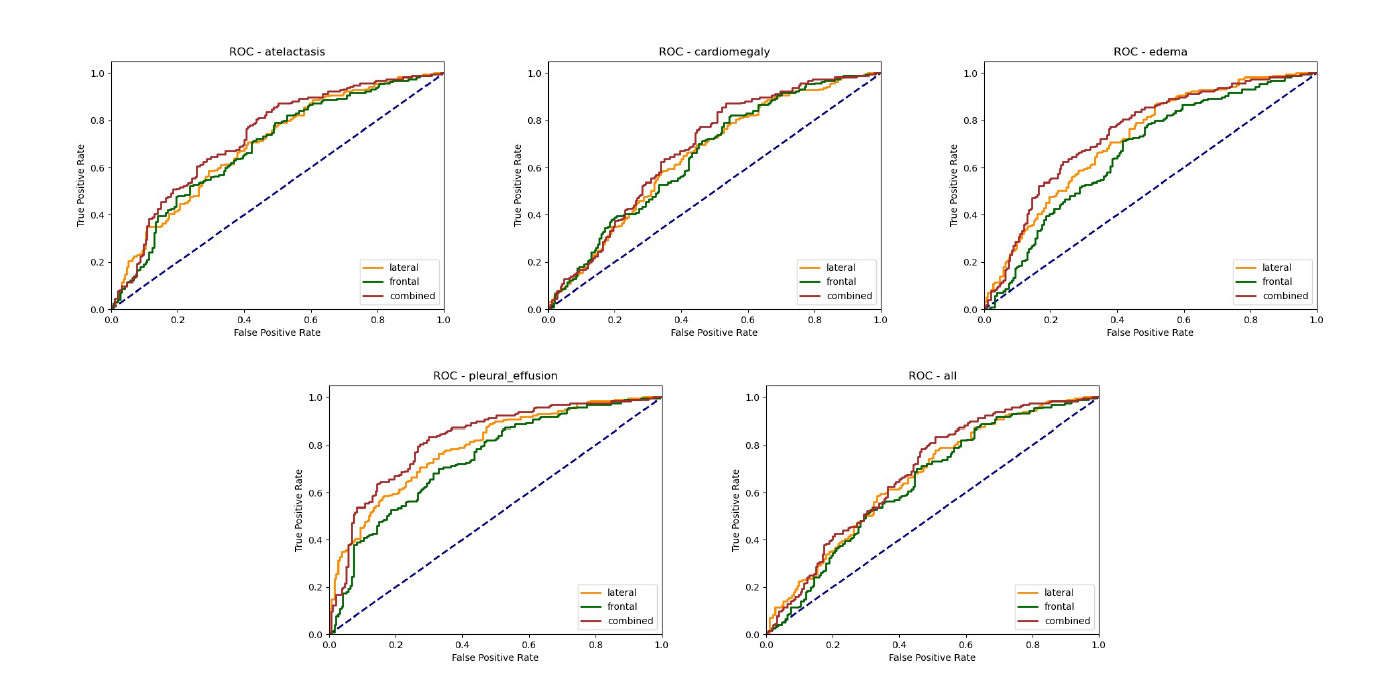 ROC - atelactasis
True Positive Rate
1.0
0.8
0.6
0.4
0.2
0.0
lateral
frontal
combined
0.0 0.2 0.4 0.6 0.8 1.0
False Positive Rate
ROC - cardiomegaly
True Positive Rate
1.0
0.8
0.6
0.4
0.2
0.0
lateral
frontal
combined
0.0 0.2 0.4 0.6 0.8 1.0
False Positive Rate
ROC - edema
True Positive Rate
1.0
0.8
0.6
0.4
0.2
0.0
lateral
frontal
combined
0.0 0.2 0.4 0.6 0.8 1.0
False Positive Rate
ROC - pleural_effusion
True Positive Rate
1.0
0.8
0.6
0.4
0.2
0.0
lateral
frontal
combined
0.0 0.2 0.4 0.6 0.8 1.0
False Positive Rate
ROC - all
True Positive Rate
1.0
0.8
0.6
0.4
0.2
0.0
lateral
frontal
combined
0.0 0.2 0.4 0.6 0.8 1.0
False Positive Rate